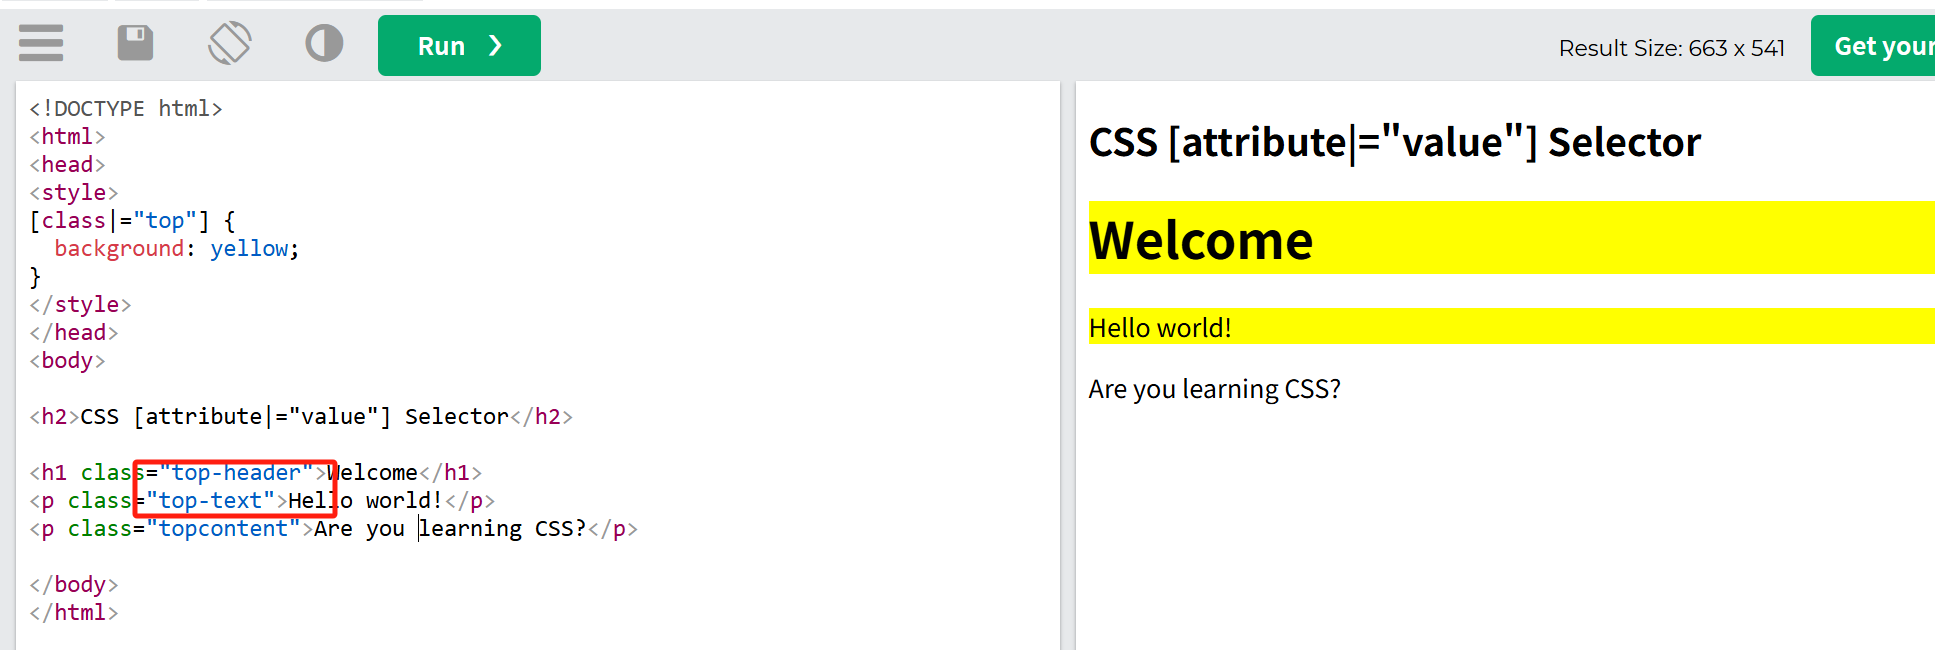 Run ❯
Result Size: 663 x 541
Get your
<!DOCTYPE html>
<html>
<head>
<style>
[class|="top"] {
  background: yellow;
}
</style>
</head>
<body>
<h2>CSS [attribute|="value"] Selector</h2>
<h1 class="top-header">Welcome</h1>
<p class="top-text">Hello world!</p>
<p class="topcontent">Are you learning CSS?</p>
</body>
</html>
CSS [attribute|="value"] Selector
Welcome
Hello world!
Are you learning CSS?